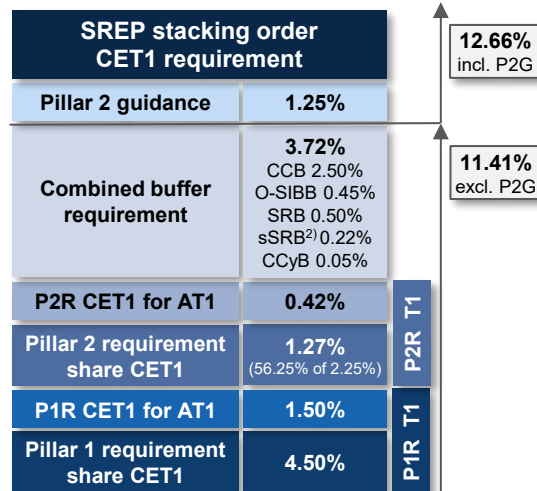 SREP stacking order
CET1 requirement
12.66%
incl. P2G
Pillar 2 guidance
1.25%
Combined buffer
requirement
3.72%
CCB 2.50%
O-SIBB 0.45%
SRB 0.50%
sSRB2) 0.22%
CCyB 0.05%
11.41%
excl. P2G
P2R CET1 for AT1
0.42%
Pillar 2 requirement
share CET1
1.27%
(56.25% of 2.25%)
P2R T1
P1R CET1 for AT1
1.50%
Pillar 1 requirement
share CET1
4.50%
P1R T1